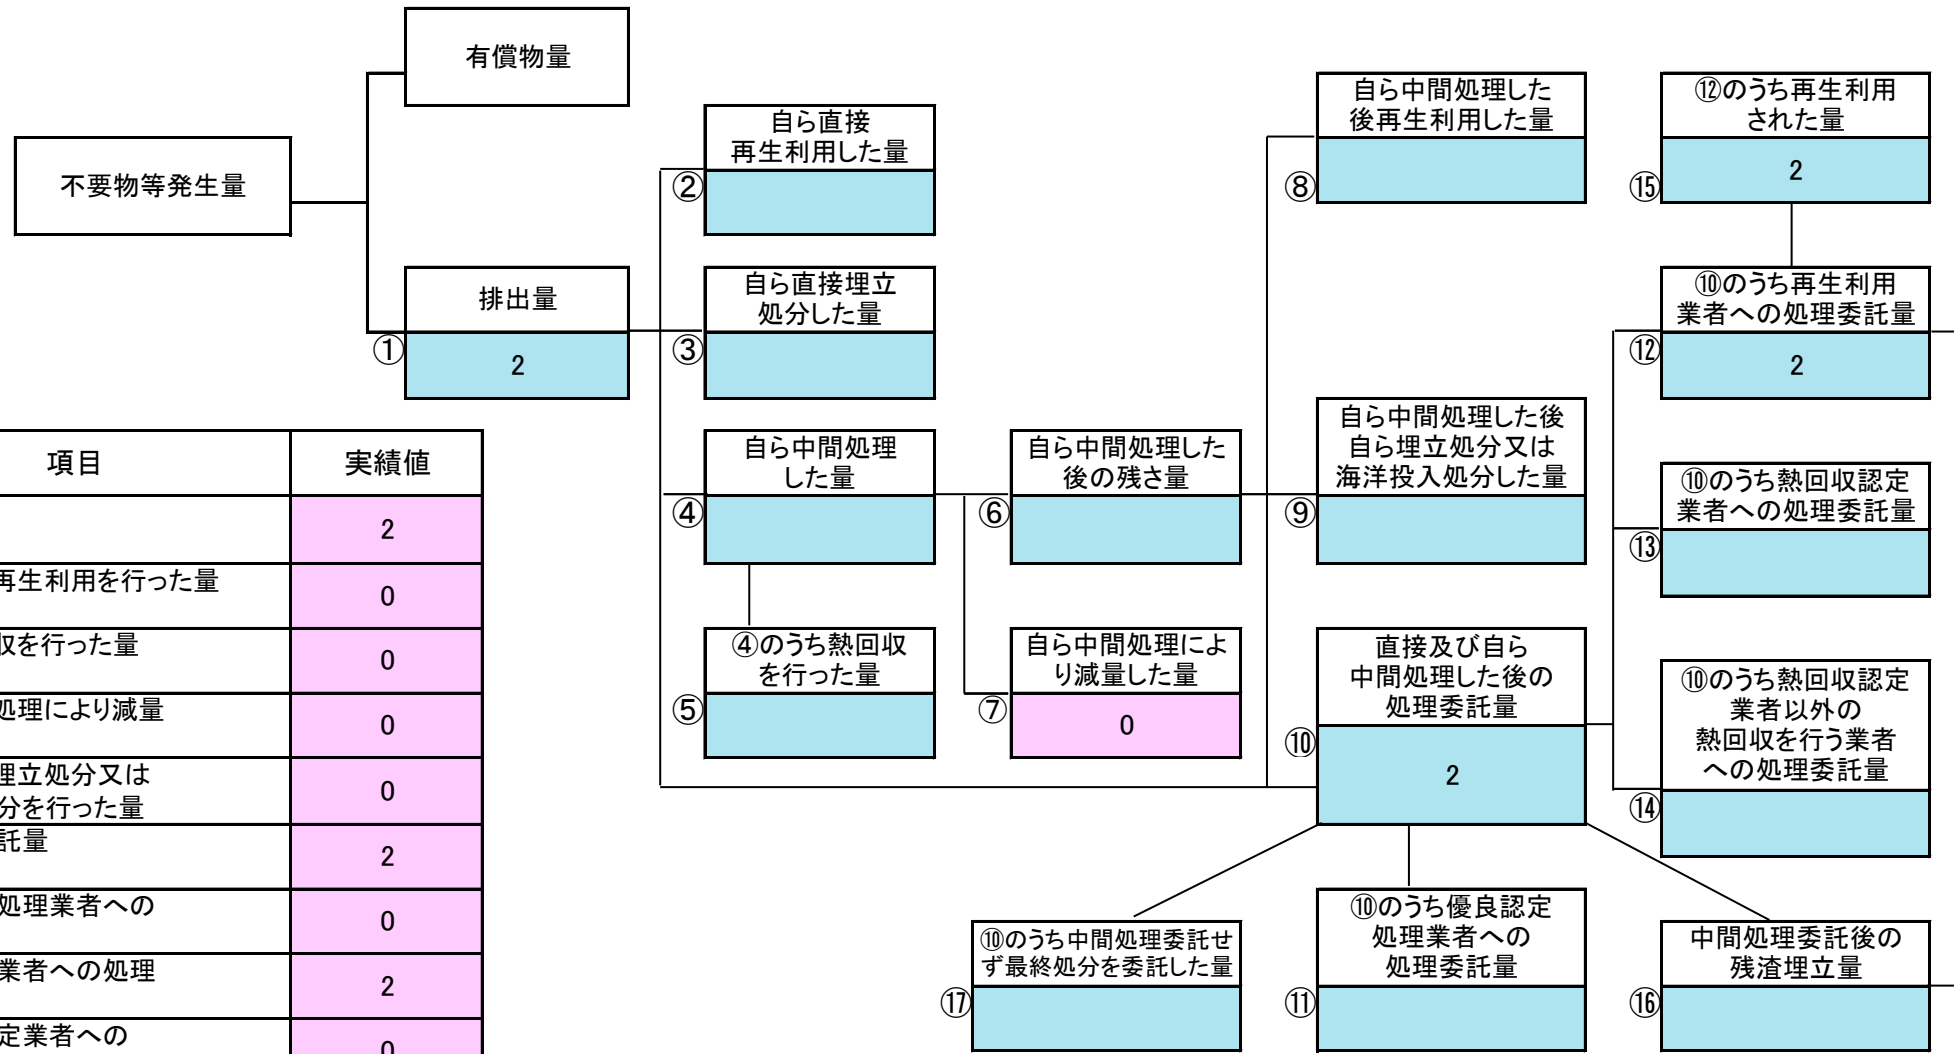 有償物量
不要物等発生量
排出量
①
2
自ら直接
再生利用した量
②
自ら直接埋立
処分した量
③
自ら中間処理
した量
④
④のうち熱回収
を行った量
⑤
自ら中間処理した
後の残さ量
⑥
自ら中間処理によ
り減量した量
⑦
0
自ら中間処理した
後再生利用した量
⑧
自ら中間処理した後
自ら埋立処分又は
海洋投入処分した量
⑨
直接及び自ら
中間処理した後の
処理委託量
⑩
2
⑩のうち優良認定
処理業者への
処理委託量
⑪
⑩のうち中間処理委託せ
ず最終処分を委託した量
⑰
⑫のうち再生利用
された量
⑮
2
⑩のうち再生利用
業者への処理委託量
⑫
2
⑩のうち熱回収認定
業者への処理委託量
⑬
⑩のうち熱回収認定
業者以外の
熱回収を行う業者
への処理委託量
⑭
中間処理委託後の
残渣埋立量
⑯
項目 実績値
2
再生利用を行った量 0
収を行った量 0
処理により減量 0
埋立処分又は
分を行った量 0
託量 2
処理業者への 0
業者への処理 2
定業者への 0